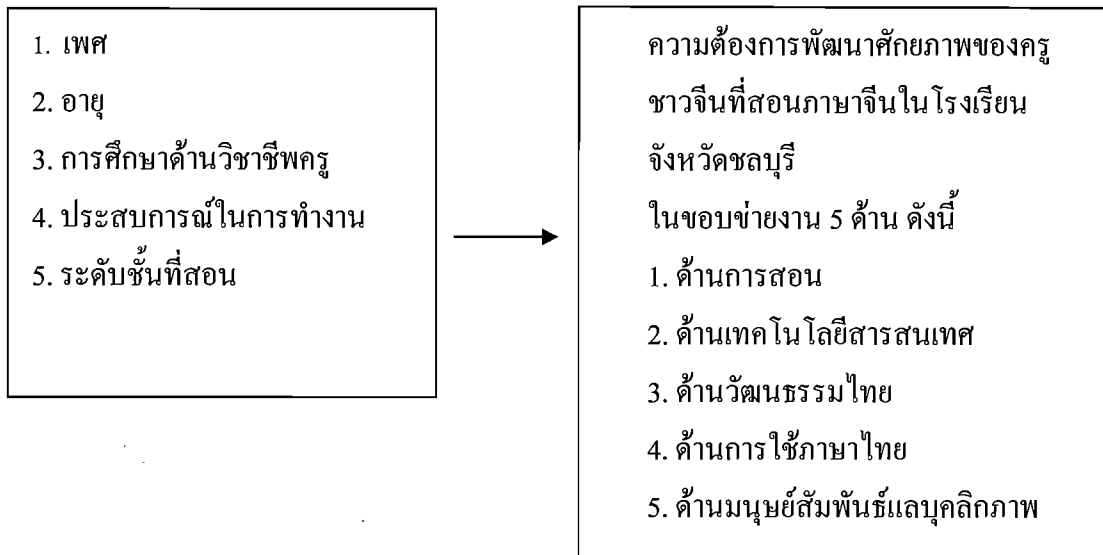 1. เพศ
2. อายุ
3. การศึกษาด้านวิชาชีพครู
4. ประสบการณ์ในการทำงาน
5. ระดับชั้นที่สอน
ความต้องการพัฒนาศักยภาพของครู
ชาวจีนที่สอนภาษาจีนในโรงเรียน
จังหวัดชลบุรี
ในขอบข่ายงาน 5 ด้าน ดังนี้
1. ด้านการสอน
2. ด้านเทคโนโลยีสารสนเทศ
3. ด้านวัฒนธรรมไทย
4. ด้านการใช้ภาษาไทย
5. ด้านมนุษย์สัมพันธ์แลบุคลิกภาพ